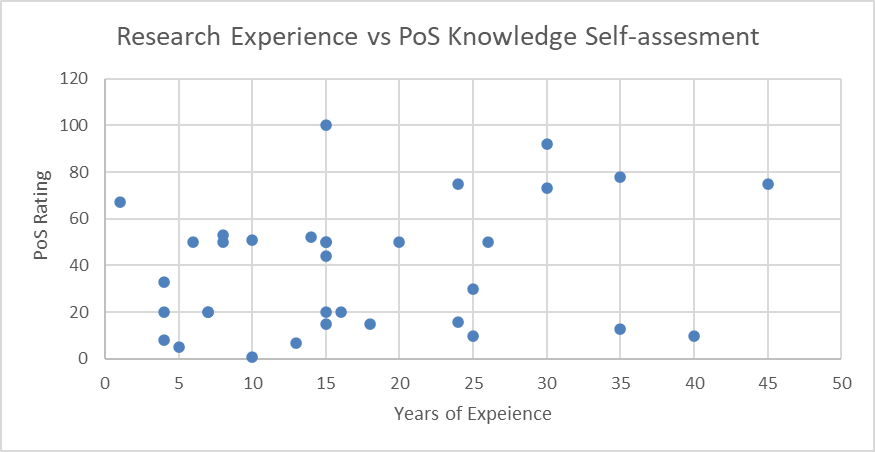 Research Experience vs PoS Knowledge Self-assesment
120
100
80
60
40
20
0
PoS Rating
0 5 10 15 20 25 30 35 40 45 50
Years of Expeience